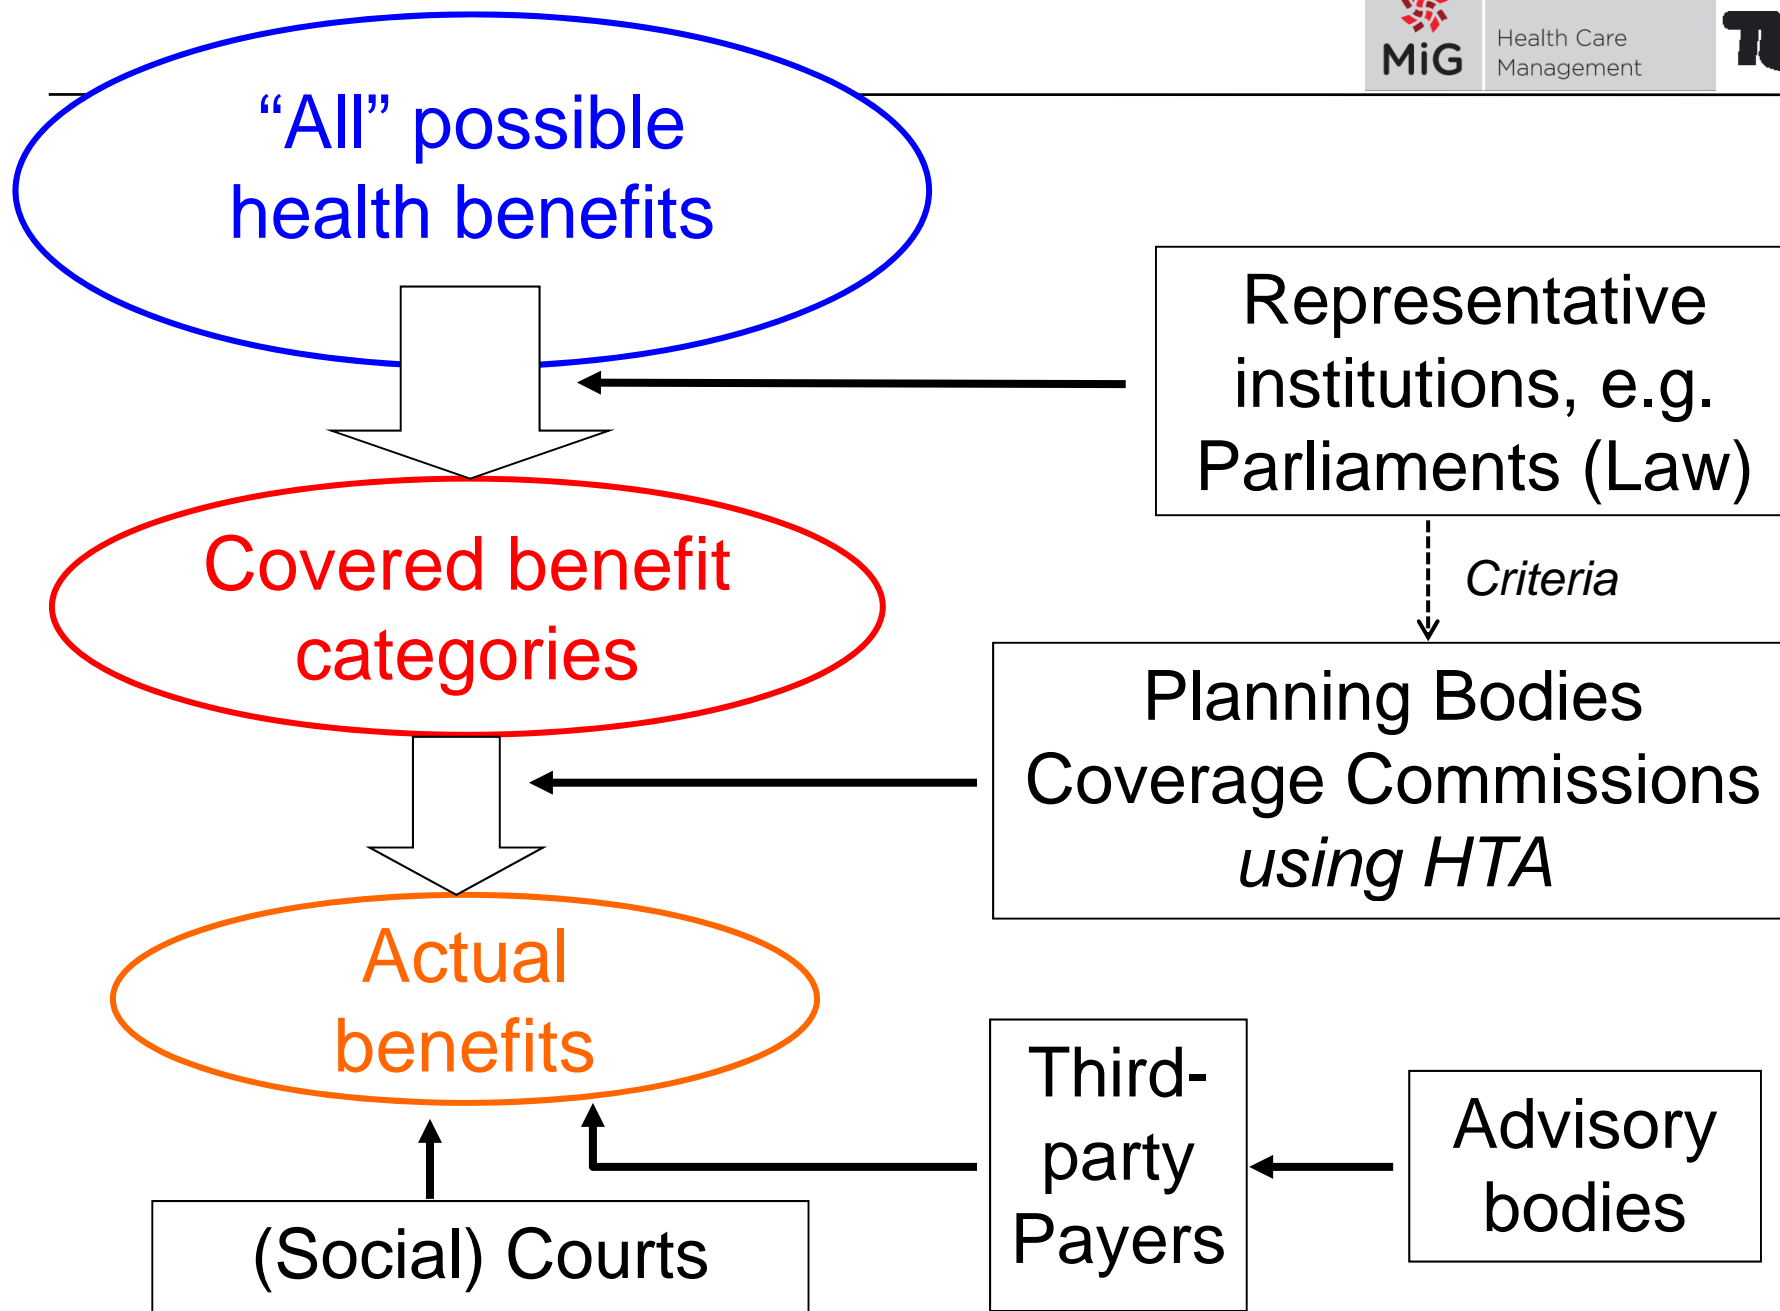 MiG
Health Care
Management
“All” possible
health benefits
Representative
institutions, e.g.
Parliaments (Law)
Criteria
Covered benefit
categories
Planning Bodies
Coverage Commissions
using HTA
Actual
benefits
Third-
party
Payers
Advisory
bodies
(Social) Courts